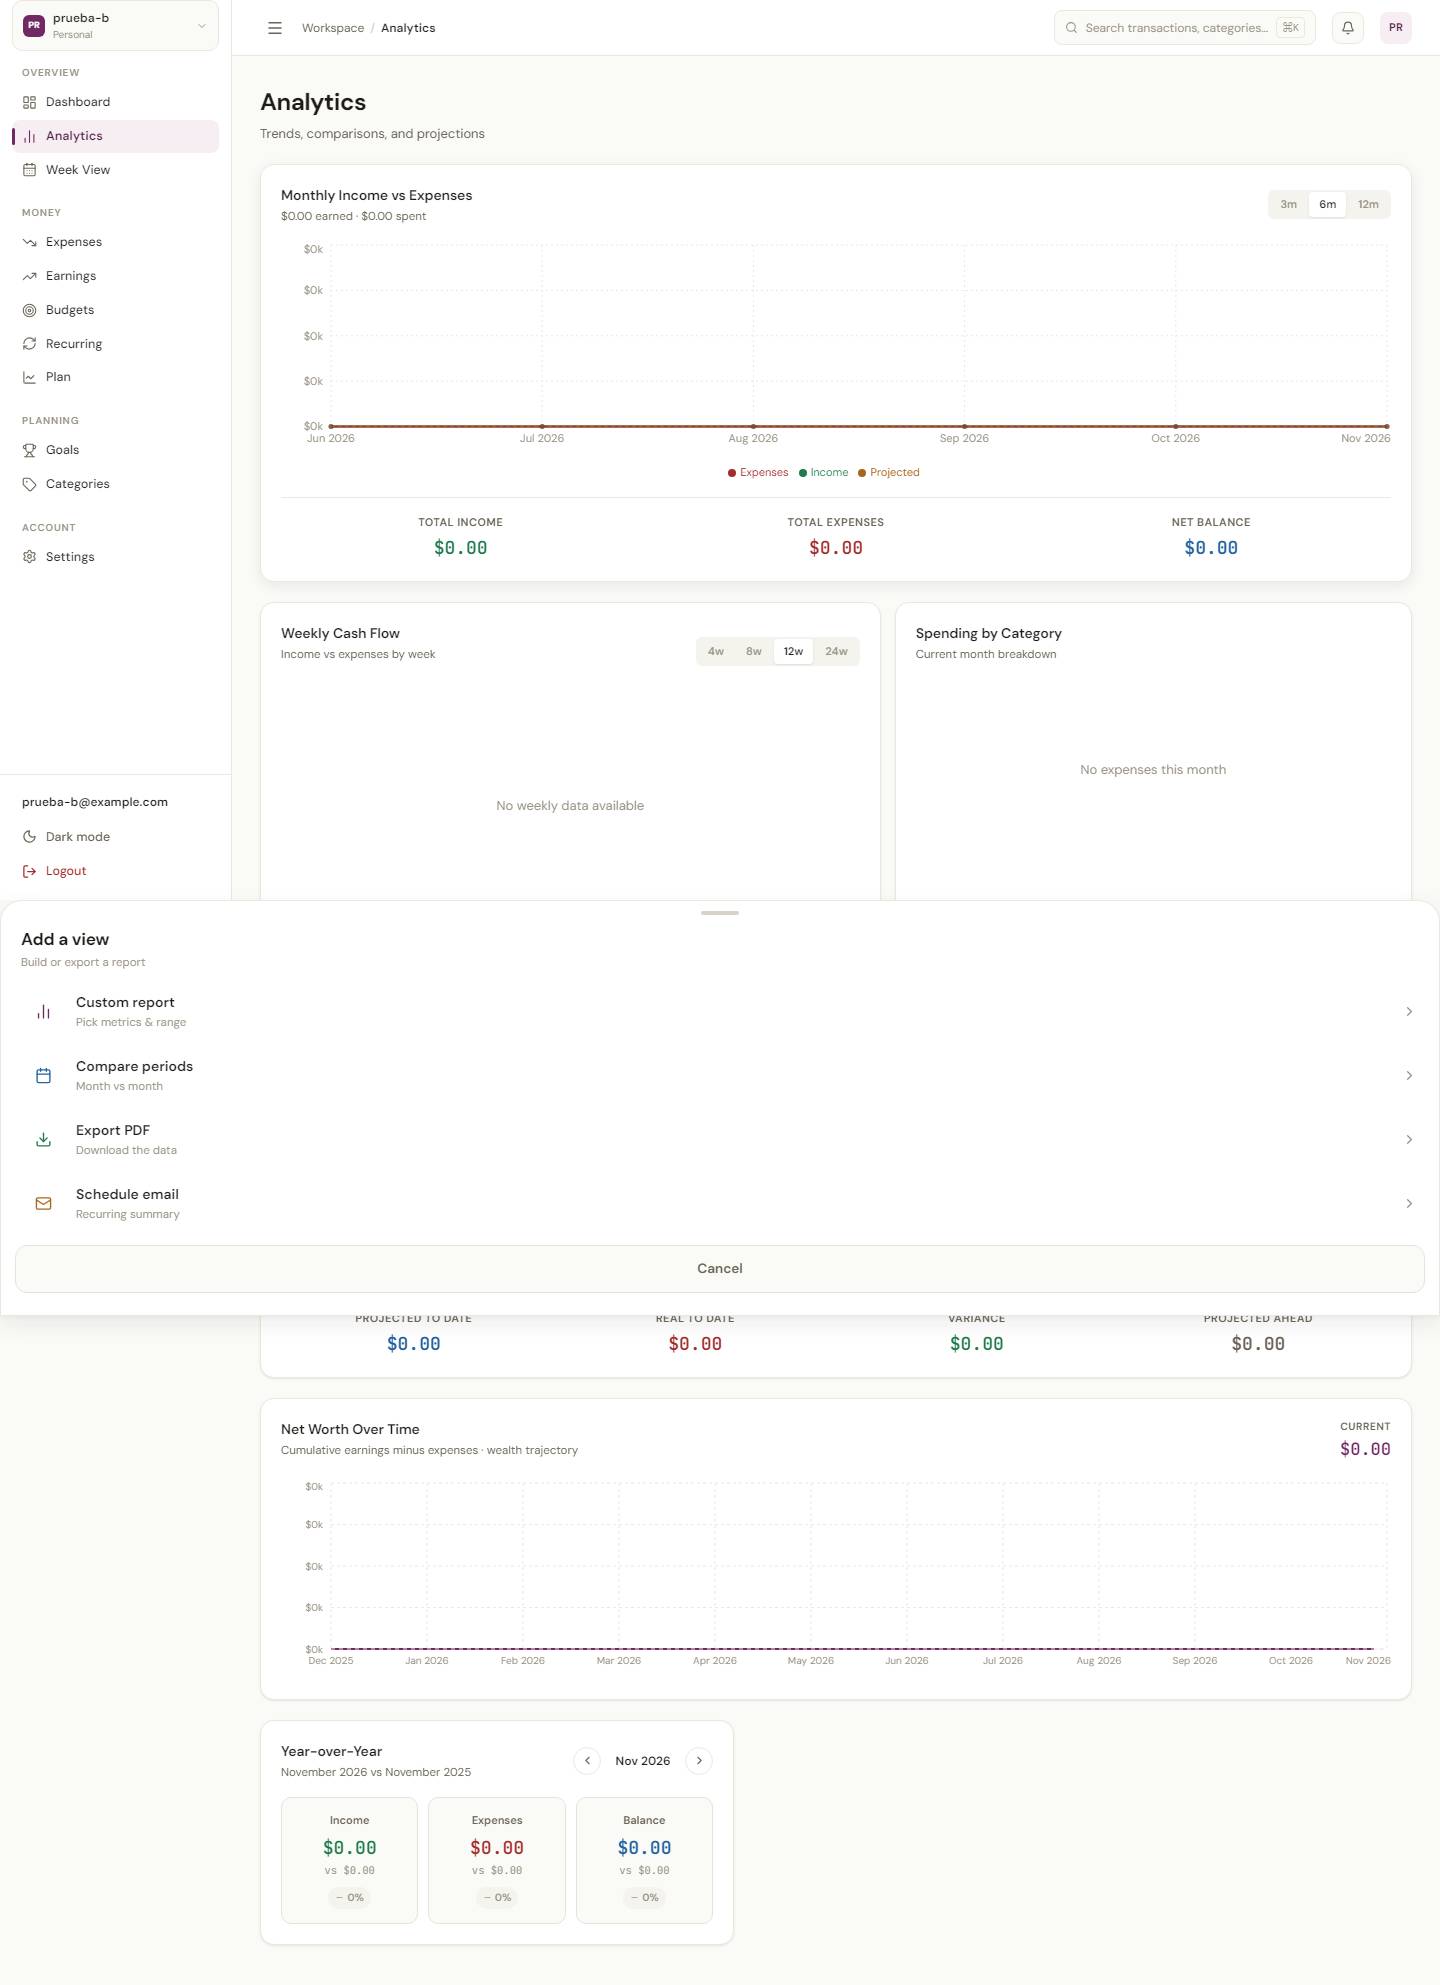 PR
prueba-b
Personal
OVERVIEW
Dashboard
Analytics
Week View
MONEY
Expenses
Earnings
Budgets
Recurring
Plan
PLANNING
Goals
Categories
ACCOUNT
Settings
prueba-b@example.com
Dark mode
Logout
Workspace / Analytics
Search transactions, categories... ⌘K
PR
Analytics
Trends, comparisons, and projections
Monthly Income vs Expenses
$0.00 earned · $0.00 spent
3m 6m 12m
$0k
$0k
$0k
$0k
$0k
Jun 2026 Jul 2026 Aug 2026 Sep 2026 Oct 2026 Nov 2026
Expenses Income Projected
TOTAL INCOME TOTAL EXPENSES NET BALANCE
$0.00 $0.00 $0.00
Weekly Cash Flow
Income vs expenses by week
4w 8w 12w 24w
No weekly data available
Spending by Category
Current month breakdown
No expenses this month
Add a view
Build or export a report
Custom report
Pick metrics & range
Compare periods
Month vs month
Export PDF
Download the data
Schedule email
Recurring summary
Cancel
PROJECTED TO DATE REAL TO DATE VARIANCE PROJECTED AHEAD
$0.00 $0.00 $0.00 $0.00
Net Worth Over Time
Cumulative earnings minus expenses · wealth trajectory
CURRENT
$0.00
$0k
$0k
$0k
$0k
$0k
Dec 2025 Jan 2026 Feb 2026 Mar 2026 Apr 2026 May 2026 Jun 2026 Jul 2026 Aug 2026 Sep 2026 Oct 2026 Nov 2026
Year-over-Year
November 2026 vs November 2025
Nov 2026
Income Expenses Balance
$0.00 $0.00 $0.00
vs $0.00 vs $0.00 vs $0.00
– 0% – 0% – 0%